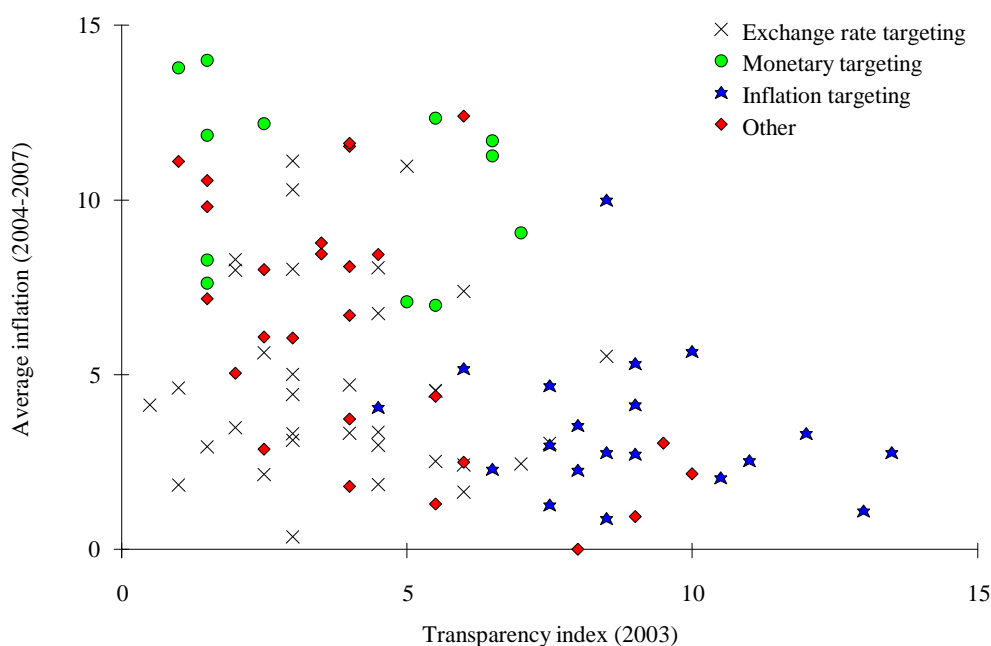 15
Exchange rate targeting
Monetary targeting
Inflation targeting
Other
10
5
0
Average inflation (2004-2007)
0 5 10 15
Transparency index (2003)